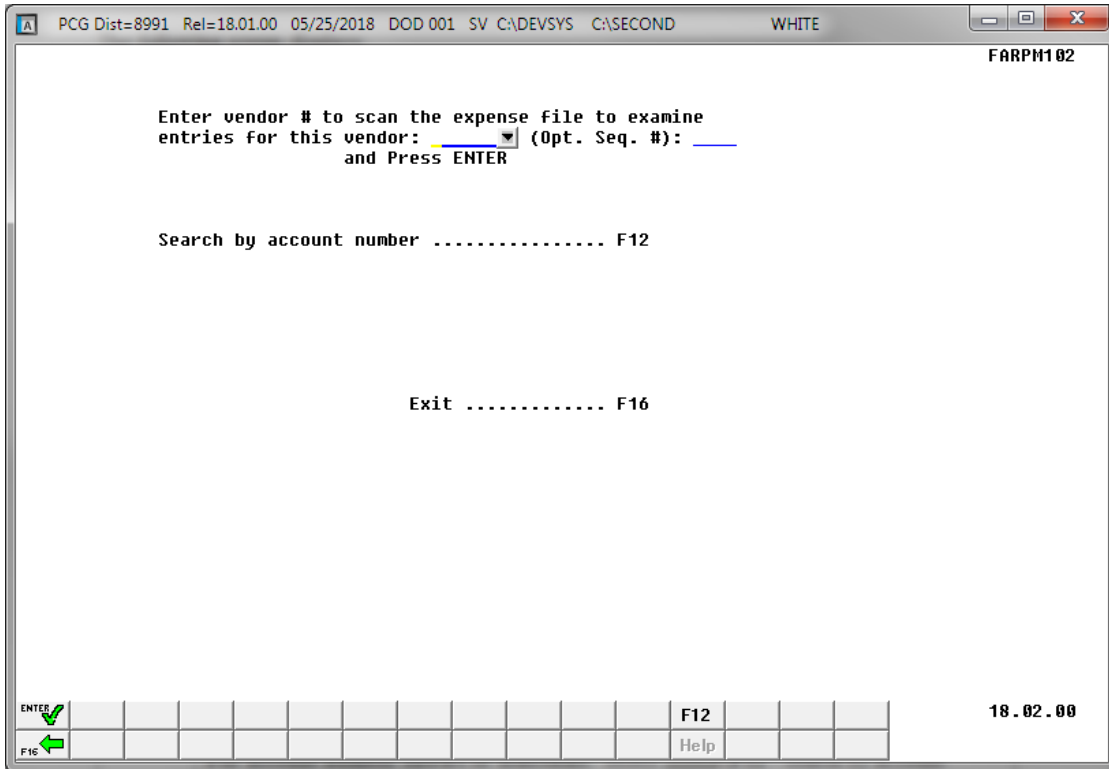 A PCG Dist=8991 Rel=18.01.00 05/25/2018 DOD 001 SV C:\DEVSYS C:\SECOND WHITE
FARPM102
Enter vendor # to scan the expense file to examine
entries for this vendor: (Opt. Seq. #):
and Press ENTER
Search by account number ................ F12
Exit ............. F16
ENTER F12 18.02.00
F16 Help